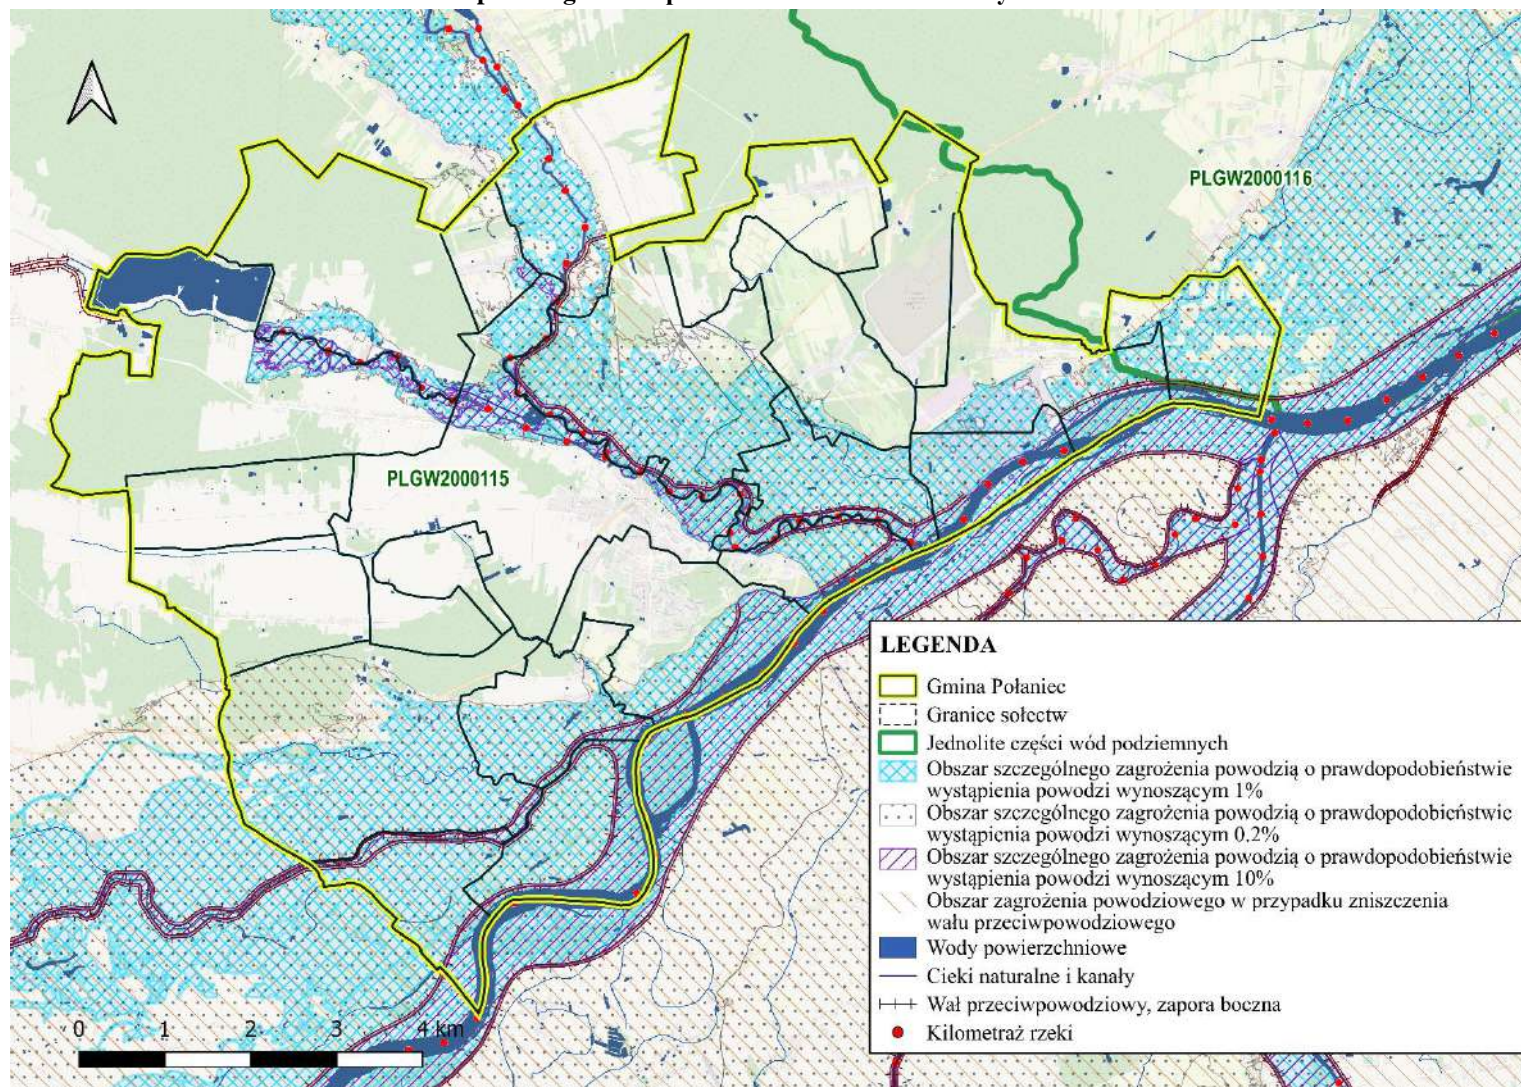 PLGW2000116
PLGW2000115
LEGENDA
Gmina Połaniec
Granice sołectw
Jednolite części wód podziemnych
Obszar szczególnego zagrożenia powodzią o prawdopodobieństwie
wystąpienia powodzi wynoszącym 1%
Obszar szczególnego zagrożenia powodzią o prawdopodobieństwie
wystąpienia powodzi wynoszącym 0,2%
Obszar szczególnego zagrożenia powodzią o prawdopodobieństwie
wystąpienia powodzi wynoszącym 10%
Obszar zagrożenia powodziowego w przypadku zniszczenia
wału przeciwpowodziowego
Wody powierzchniowe
Cieki naturalne i kanały
Wał przeciwpowodziowy, zapora boczna
Kilometraż rzeki
0 1 2 3 4 km